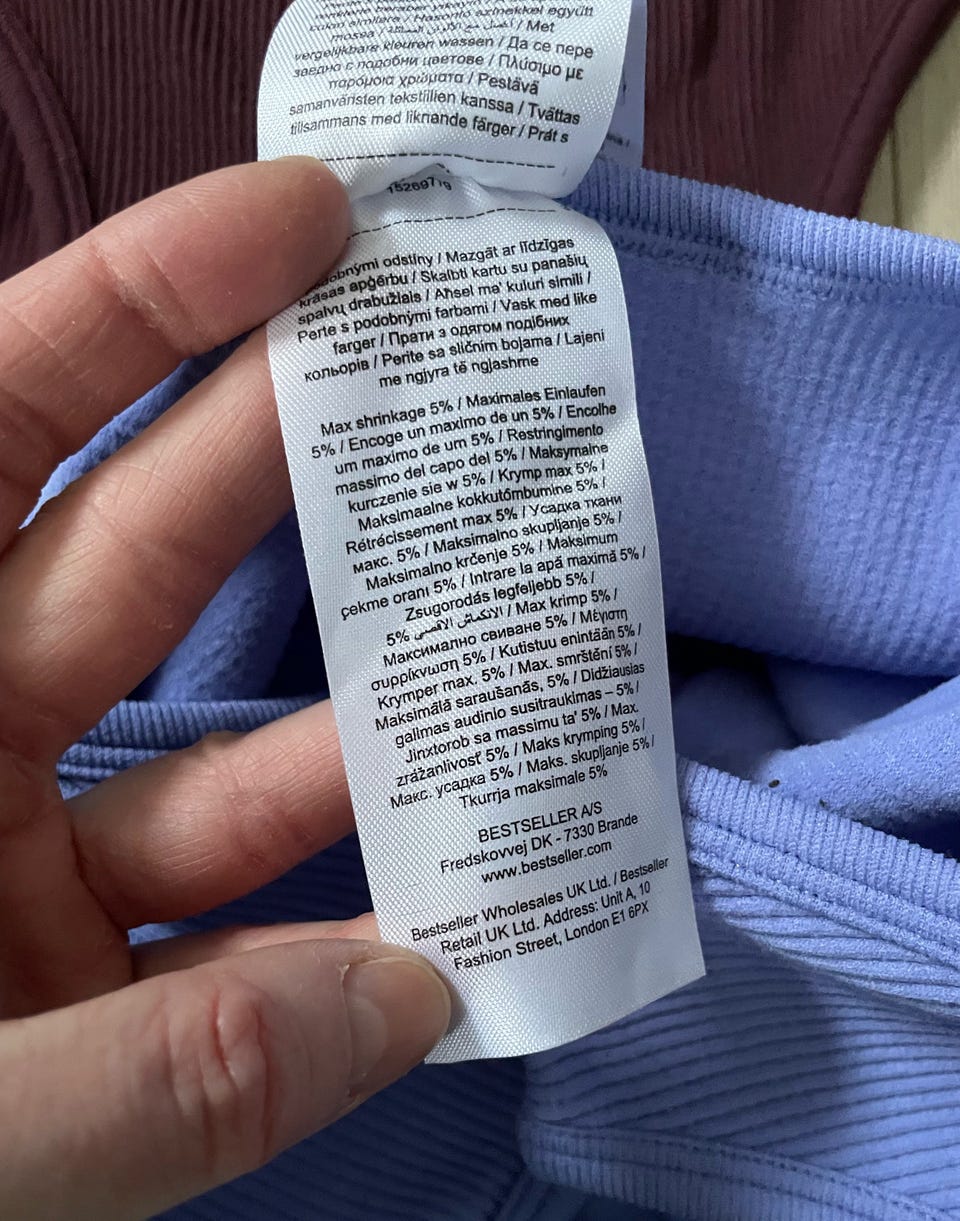 együtt
culori similare / Hasonló színekkel együtt
mossa / / Met
vergelijkbare kleuren wassen / Да се пере
заедно с подобни цветове / Πλύσιμο με
παρόμοια χρώματα / Pestävä
samanväristen tekstiilien kanssa / Tvättas
tillsammans med liknande färger / Prát s
podobnými odstíny / Mazgāt ar līdzīgas
krāsas apģērbu / Skalbti kartu su panašių
spalvų drabužiais / Aħsel ma' kuluri simili /
Perte s podobnými farbami / Vask med like
farger / Прати з одягом подібних
кольорів / Perite sa sličnim bojama / Lajeni
me ngjyra të ngjashme
Max shrinkage 5% / Maximales Einlaufen
5% / Encoge un maximo de un 5% / Encolhe
um maximo de um 5% / Restringimento
massimo del capo del 5% / Maksymalne
kurczenie sie w 5% / Krymp max 5% /
Maksimaalne kokkutõmbumine 5% /
Rétrécissement max 5% / Усадка ткани
макс. 5% / Maksimalno skupljanje 5% /
Maksimalno krčenje 5% / Maksimum
çekme oranı 5% / Intrare la apă maximă 5% /
Zsugorodás legfeljebb 5% /
5% الانكماش الاقصى / Max krimp 5% /
Максимално свиване 5% / Μέγιστη
συρρίκνωση 5% / Kutistuu enintään 5% /
Krymper max. 5% / Max. smrštění 5% /
Maksimālā saraušanās, 5% / Didžiausias
galimas audinio susitraukimas – 5% /
Jinxtorob sa massimu ta' 5% / Max.
zrážanlivosť 5% / Maks krymping 5% /
Макс. усадка 5% / Maks. skupljanje 5% /
Tkurrja maksimale 5%
BESTSELLER A/S
Fredskovvej DK - 7330 Brande
www.bestseller.com
Bestseller Wholesales UK Ltd. / Bestseller
Retail UK Ltd. Address: Unit A, 10
Fashion Street, London E1 6PX